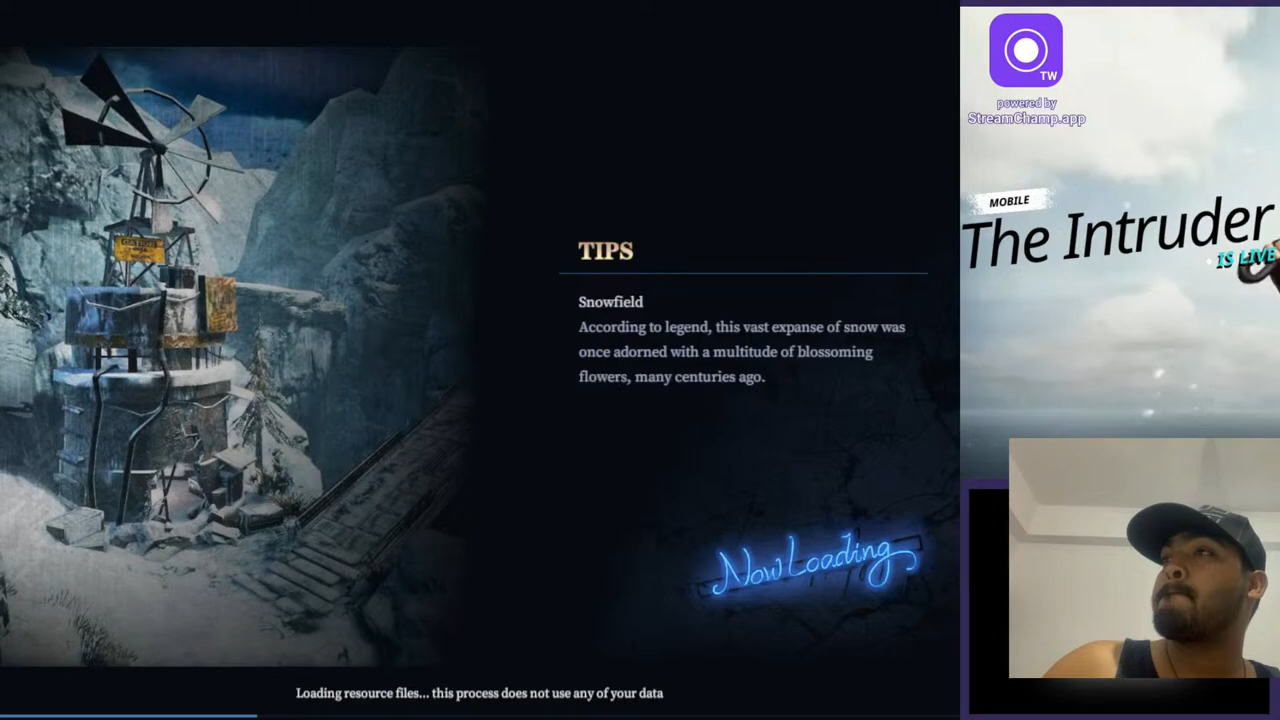 TW
powered by
StreamChamp.app
MOBILE
The Intruder
IS LIVE
TIPS
Snowfield
According to legend, this vast expanse of snow was
once adorned with a multitude of blossoming
flowers, many centuries ago.
Now Loading
Loading resource files... this process does not use any of your data